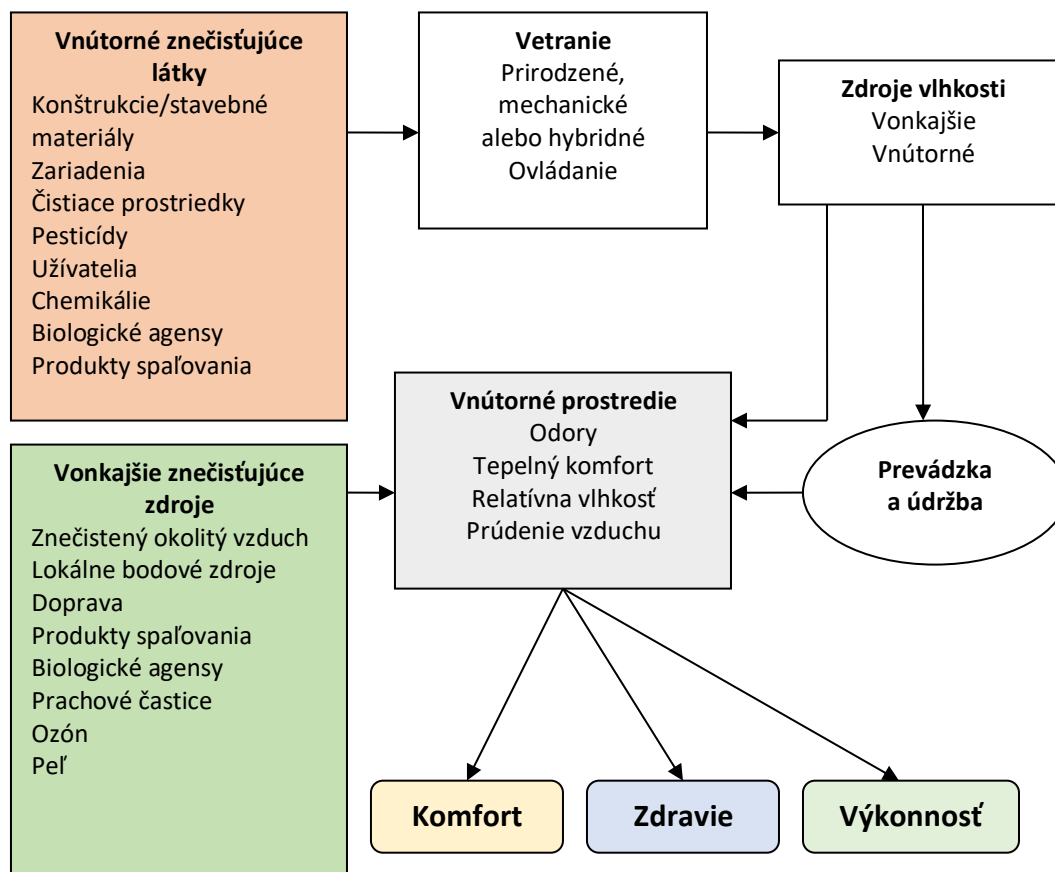 Vnútorné znečisťujúce
látky
Konštrukcie/stavebné
materiály
Zariadenia
Čistiace prostriedky
Pesticídy
Užívatelia
Chemikálie
Biologické agensy
Produkty spaľovania
Vetranie
Prirodzené,
mechanické
alebo hybridné
Ovládanie
Zdroje vlhkosti
Vonkajšie
Vnútorné
Vnútorné prostredie
Odory
Tepelný komfort
Relatívna vlhkosť
Prúdenie vzduchu
Prevádzka
a údržba
Vonkajšie znečisťujúce
zdroje
Znečistený okolitý vzduch
Lokálne bodové zdroje
Doprava
Produkty spaľovania
Biologické agensy
Prachové častice
Ozón
Peľ
Komfort
Zdravie
Výkonnosť